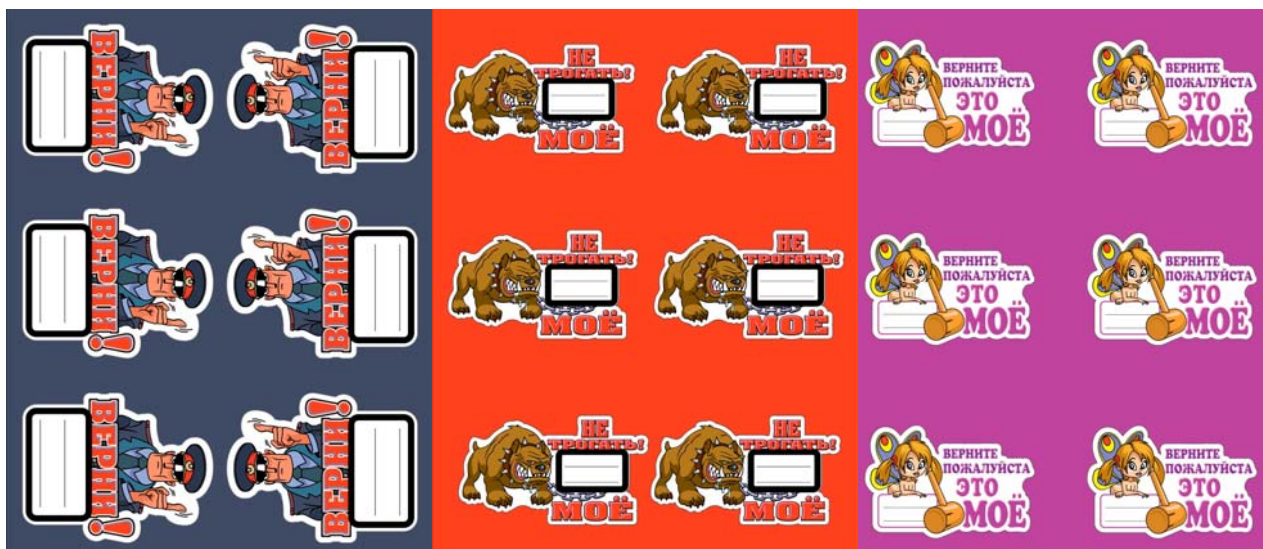 ВЕРНИ!
ВЕРНИ!
НЕ
ТРОГАТЬ!
МОЁ
НЕ
ТРОГАТЬ!
МОЁ
ВЕРНИТЕ
ПОЖАЛУЙСТА
ЭТО
МОЁ
ВЕРНИТЕ
ПОЖАЛУЙСТА
ЭТО
МОЁ
ВЕРНИ!
ВЕРНИ!
НЕ
ТРОГАТЬ!
МОЁ
НЕ
ТРОГАТЬ!
МОЁ
ВЕРНИТЕ
ПОЖАЛУЙСТА
ЭТО
МОЁ
ВЕРНИТЕ
ПОЖАЛУЙСТА
ЭТО
МОЁ
ВЕРНИ!
ВЕРНИ!
НЕ
ТРОГАТЬ!
МОЁ
НЕ
ТРОГАТЬ!
МОЁ
ВЕРНИТЕ
ПОЖАЛУЙСТА
ЭТО
МОЁ
ВЕРНИТЕ
ПОЖАЛУЙСТА
ЭТО
МОЁ